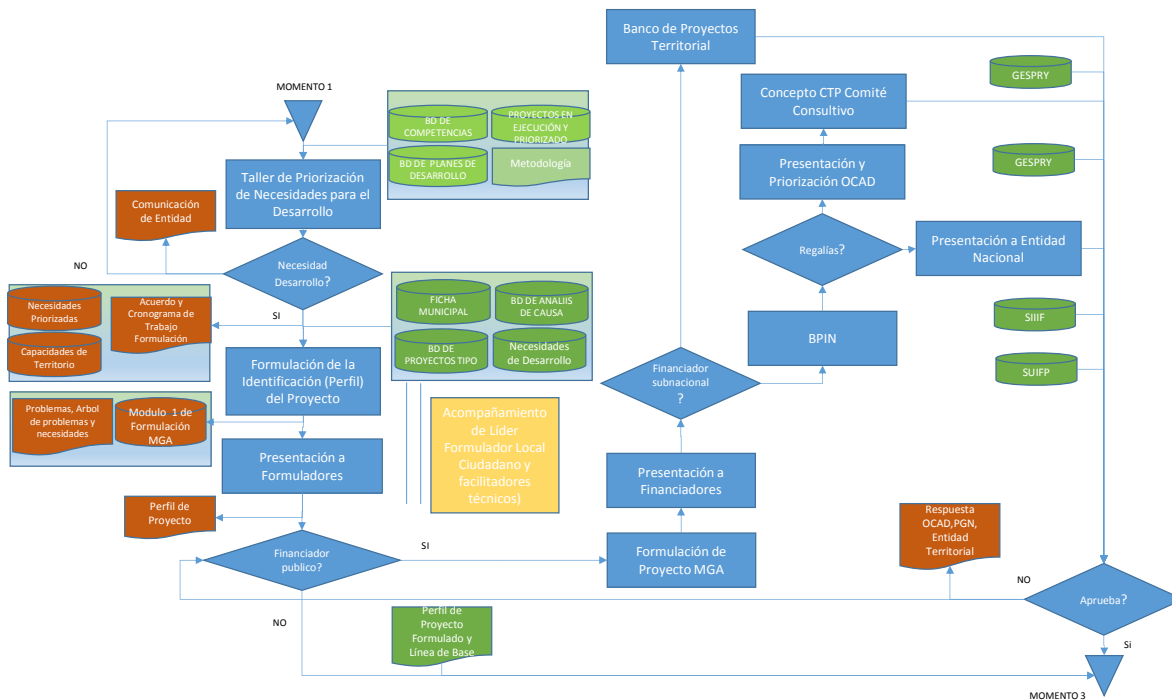 MOMENTO 1
BD DE
COMPETENCIAS
PROYECTOS EN
EJECUCIÓN Y
PRIORIZADO
BD DE PLANES DE
DESARROLLO
Metodología
Taller de Priorización
de Necesidades para el
Desarrollo
Comunicación
de Entidad
NO
Necesidad
Desarrollo?
SI
Necesidades
Priorizadas
Acuerdo y
Cronograma de
Trabajo
Formulación
Capacidades de
Territorio
FICHA
MUNICIPAL
BD DE ANALIIS
DE CAUSA
BD DE
PROYECTOS TIPO
Necesidades
de Desarrollo
Formulación de la
Identificación (Perfil)
del Proyecto
Problemas, Arbol
de problemas y
necesidades
Modulo 1 de
Formulación
MGA
Acompañamiento
de Líder
Formulador Local
Ciudadano y
facilitadores
técnicos)
Presentación a
Formuladores
Perfil de
Proyecto
Financiador
publico?
SI
NO
Perfil de
Proyecto
Formulado y
Línea de Base
Formulación de
Proyecto MGA
Presentación a
Financiadores
Financiador
subnacional
?
Banco de Proyectos
Territorial
BPIN
Regalías?
Presentación a Entidad
Nacional
Presentación y
Priorización OCAD
Concepto CTP Comité
Consultivo
GESPRY
GESPRY
SIIIF
SUIFP
Respuesta
OCAD,PGN,
Entidad
Territorial
NO
Aprueba?
Si
MOMENTO 3